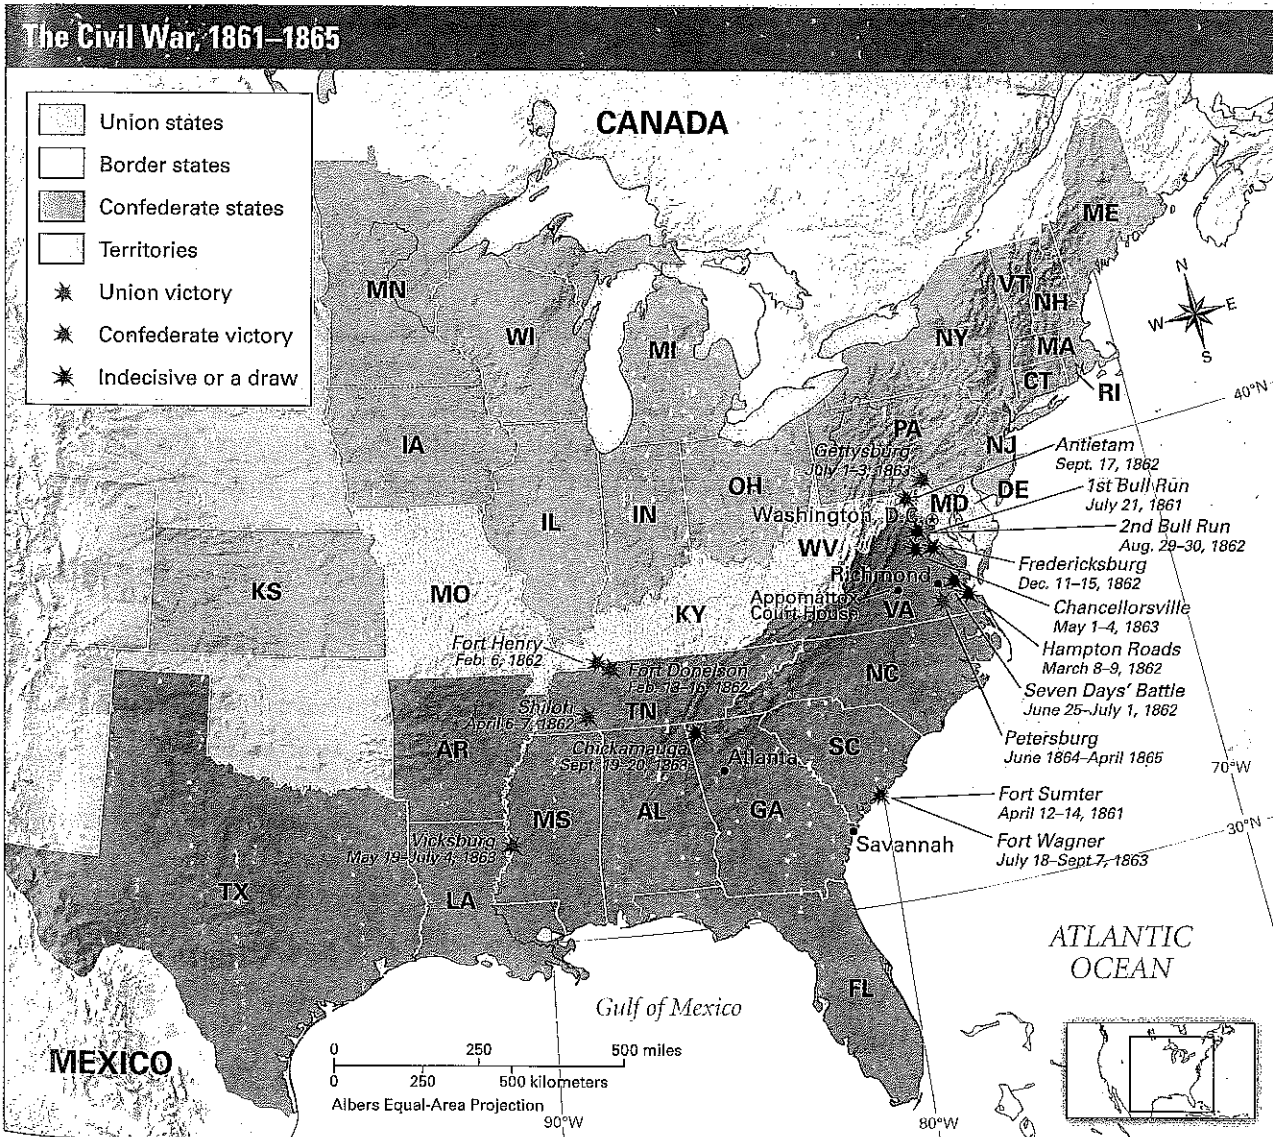 The Civil War, 1861–1865
Union states
Border states
Confederate states
Territories
Union victory
Confederate victory
Indecisive or a draw
CANADA
ME
VT
NH
MN
WI
MI
NY
MA
CT
RI
N
W
E
S
40°N
IA
PA
NJ
Gettysburg
July 1–3, 1863
Antietam
Sept. 17, 1862
OH
MD
DE
1st Bull Run
July 21, 1861
IL
IN
Washington, D.C.
2nd Bull Run
Aug. 29–30, 1862
WV
Fredericksburg
Dec. 11–15, 1862
KS
MO
KY
Richmond
Appomattox
Court House
VA
Chancellorsville
May 1–4, 1863
Fort Henry
Feb. 6, 1862
Hampton Roads
March 8–9, 1862
Fort Donelson
Feb. 13–16, 1862
NC
Seven Days' Battle
June 25–July 1, 1862
Shiloh
April 6–7, 1862
TN
Petersburg
June 1864–April 1865
AR
Chickamauga
Sept. 19–20, 1863
Atlanta
SC
70°W
MS
AL
GA
Fort Sumter
April 12–14, 1861
Vicksburg
May 19–July 4, 1863
Savannah
Fort Wagner
July 18–Sept 7, 1863
30°N
TX
LA
ATLANTIC
OCEAN
FL
Gulf of Mexico
MEXICO
0 250 500 miles
0 250 500 kilometers
Albers Equal-Area Projection
90°W
80°W